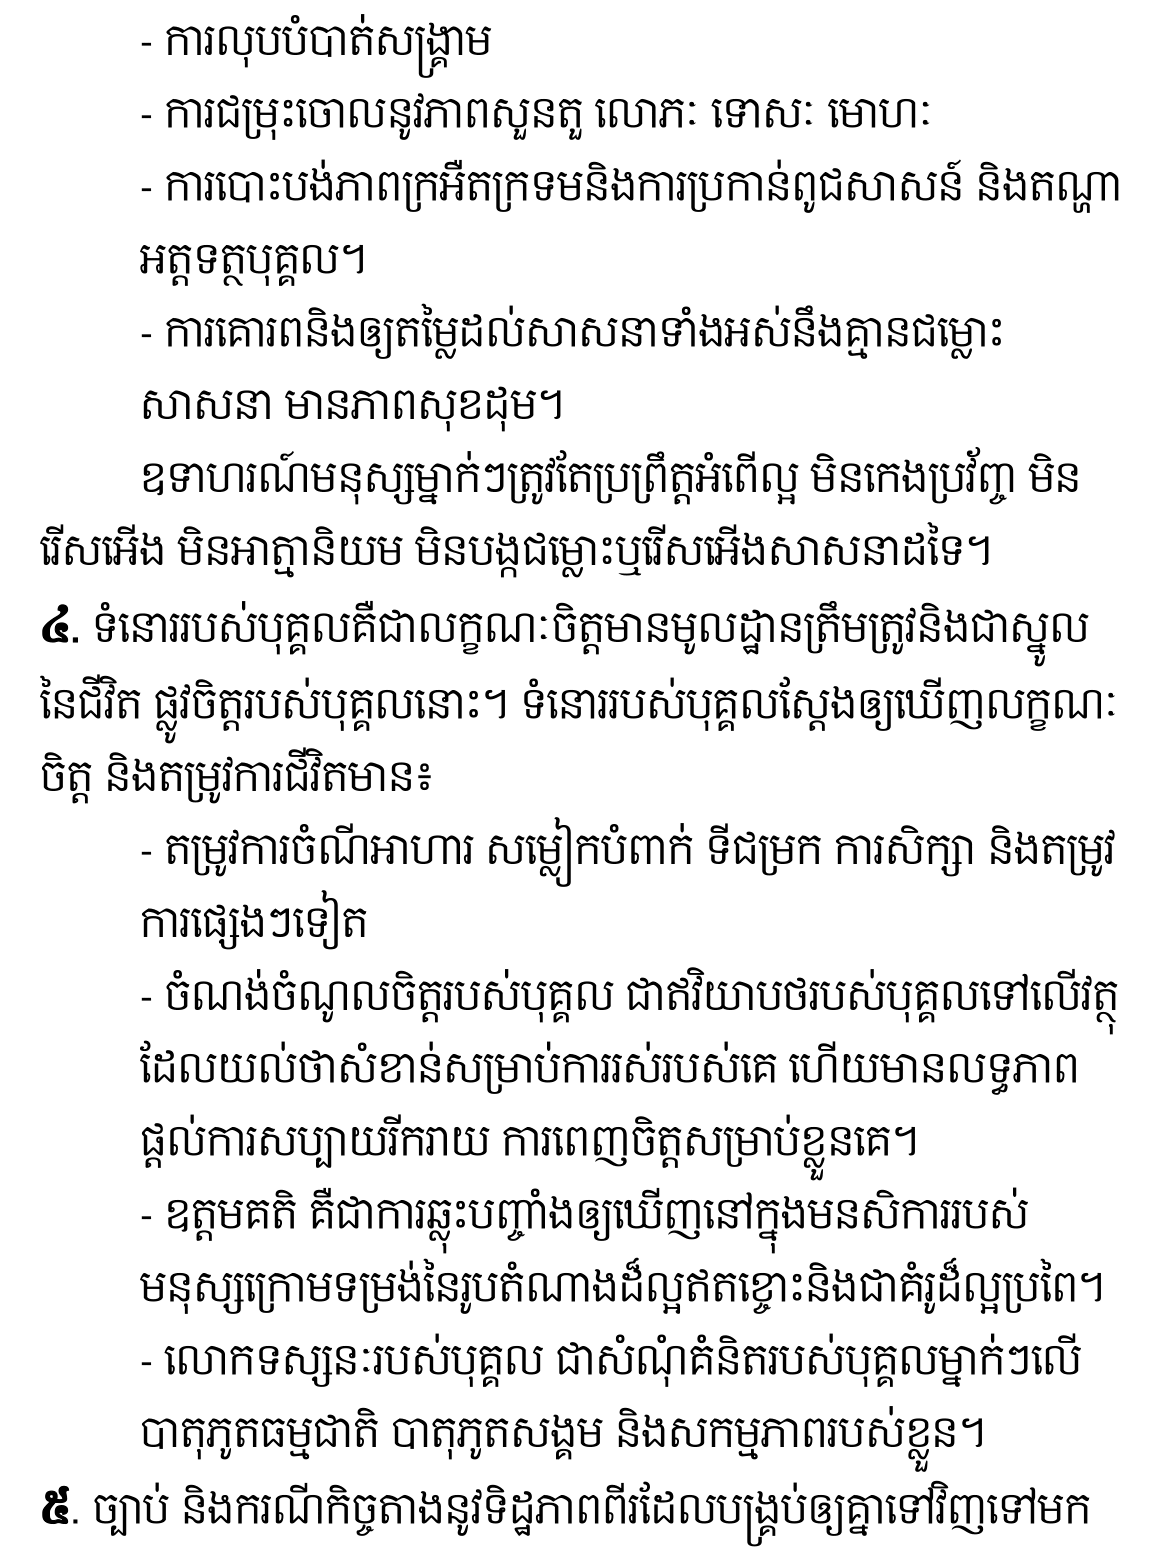 - ការលុបបំបាត់សង្គ្រាម
- ការជម្រុះចោលនូវភាពសួនតួ លោភៈ ទោសៈ មោហៈ
- ការបោះបង់ភាពក្រអឺតក្រទមនិងការប្រកាន់ពូជសាសន៍ និងតណ្ហា
អត្តទត្ថបុគ្គល។
- ការគោរពនិងឲ្យតម្លៃដល់សាសនាទាំងអស់នឹងគ្មានជម្លោះ
សាសនា មានភាពសុខដុម។
ឧទាហរណ៍មនុស្សម្នាក់ៗត្រូវតែប្រព្រឹត្តអំពើល្អ មិនកេងប្រវ័ញ្ច មិន
រើសអើង មិនអាត្មានិយម មិនបង្កជម្លោះឬរើសអើងសាសនាដទៃ។
៤. ទំនោររបស់បុគ្គលគឺជាលក្ខណៈចិត្តមានមូលដ្ឋានត្រឹមត្រូវនិងជាស្នូល
នៃជីវិត ផ្លូវចិត្តរបស់បុគ្គលនោះ។ ទំនោររបស់បុគ្គលស្តែងឲ្យឃើញលក្ខណៈ
ចិត្ត និងតម្រូវការជីវិតមាន៖
- តម្រូវការចំណីអាហារ សម្លៀកបំពាក់ ទីជម្រក ការសិក្សា និងតម្រូវ
ការផ្សេងៗទៀត
- ចំណង់ចំណូលចិត្តរបស់បុគ្គល ជាឥរិយាបថរបស់បុគ្គលទៅលើវត្ថុ
ដែលយល់ថាសំខាន់សម្រាប់ការរស់របស់គេ ហើយមានលទ្ធភាព
ផ្តល់ការសប្បាយរីករាយ ការពេញចិត្តសម្រាប់ខ្លួនគេ។
- ឧត្តមគតិ គឺជាការឆ្លុះបញ្ចាំងឲ្យឃើញនៅក្នុងមនសិការរបស់
មនុស្សក្រោមទម្រង់នៃរូបតំណាងដ៏ល្អឥតខ្ចោះនិងជាគំរូដ៏ល្អប្រពៃ។
- លោកទស្សនៈរបស់បុគ្គល ជាសំណុំគំនិតរបស់បុគ្គលម្នាក់ៗលើ
បាតុភូតធម្មជាតិ បាតុភូតសង្គម និងសកម្មភាពរបស់ខ្លួន។
៥. ច្បាប់ និងករណីកិច្ចតាងនូវទិដ្ឋភាពពីរដែលបង្គ្រប់ឲ្យគ្នាទៅវិញទៅមក